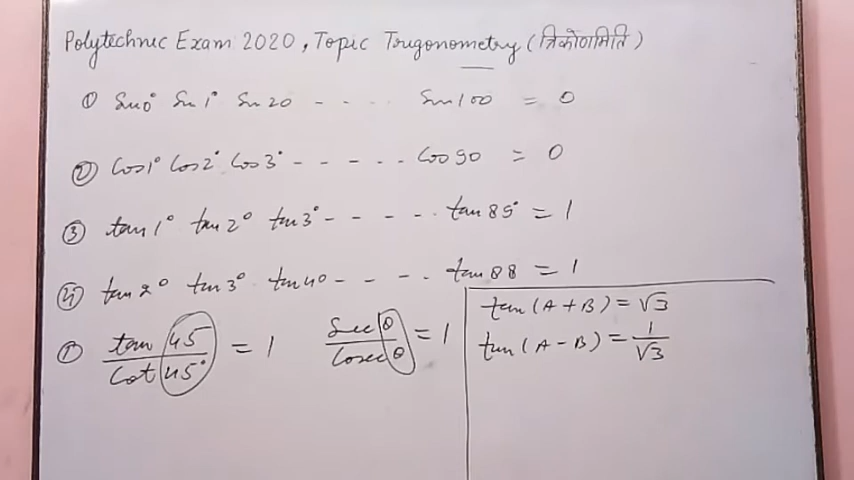 Polytechnic Exam 2020, Topic Trigonometry (त्रिकोणमिति)
① Sin0° Sin1° Sin20 - - - - Sin100 = 0
② Cos1° Cos2° Cos3° - - - - - - Cos90 = 0
③ tan1° tan2° tan3° - - - - - tan85° = 1
④ tan2° tan3° tan40 - - - - tan88 = 1
① tan45/Cot45° = 1 Secθ/Cosecθ = 1
tan(A+B) = √3
tan(A-B) = 1/√3